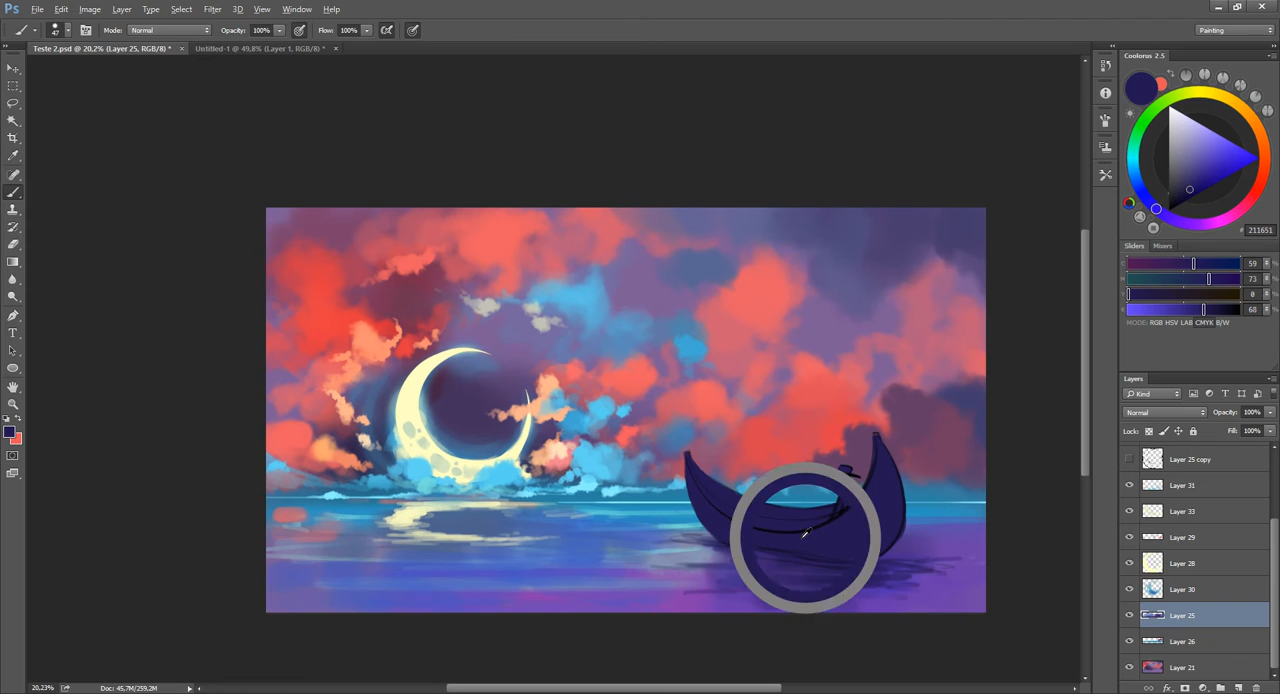 Ps File Edit Image Layer Type Select Filter 3D View Window Help
47 Mode: Normal Opacity: 100% Flow: 100% Painting
Teste 2.psd @ 20,2% (Layer 25, RGB/8) * × Untitled-1 @ 49,8% (Layer 1, RGB/8) * ×
Coolorus 2.5
# 211651
Sliders Mixers
C 59 %
M 73 %
Y 0 %
K 68 %
MODE: RGB HSV LAB CMYK B/W
Layers
Kind
Normal Opacity: 100%
Lock: Fill: 100%
Layer 25 copy
Layer 31
Layer 33
Layer 29
Layer 28
Layer 30
Layer 25
Layer 26
Layer 21
20,23% Doc: 45,7M/259,2M